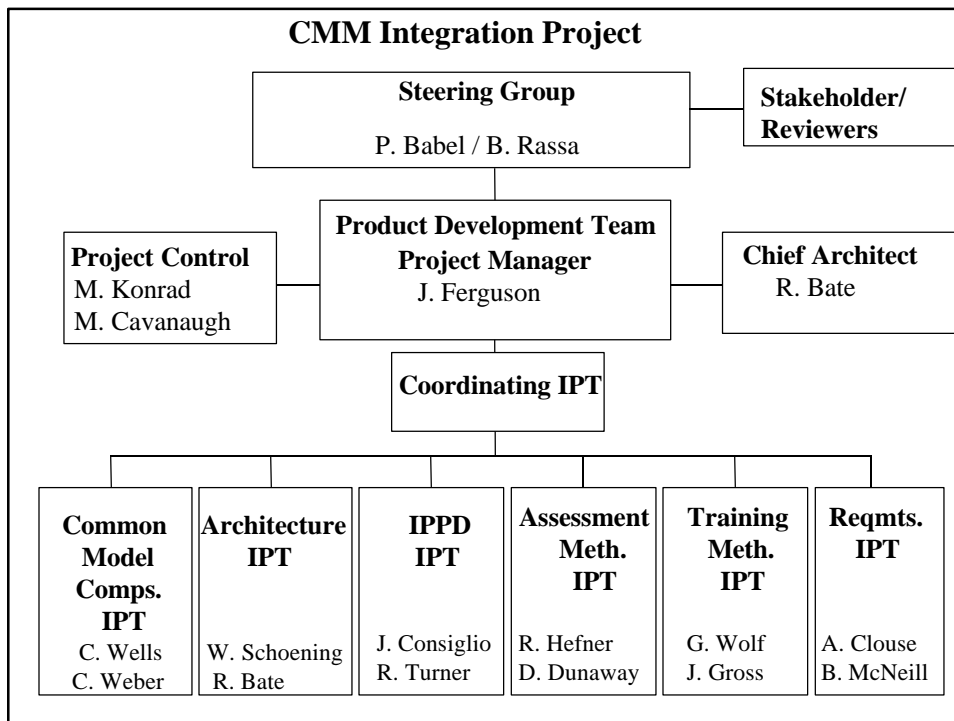 CMM Integration Project
Steering Group
P. Babel / B. Rassa
Stakeholder/
Reviewers
Product Development Team
Project Manager
J. Ferguson
Project Control
M. Konrad
M. Cavanaugh
Chief Architect
R. Bate
Coordinating IPT
Common
Model
Comps.
IPT
C. Wells
C. Weber
Architecture
IPT
W. Schoening
R. Bate
IPPD
IPT
J. Consiglio
R. Turner
Assessment
Meth.
IPT
R. Hefner
D. Dunaway
Training
Meth.
IPT
G. Wolf
J. Gross
Reqmts.
IPT
A. Clouse
B. McNeill